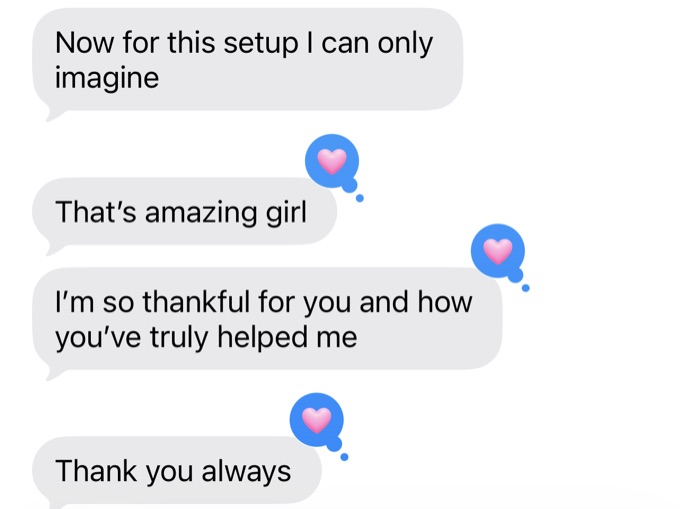 Now for this setup I can only
imagine
That’s amazing girl
I’m so thankful for you and how
you’ve truly helped me
Thank you always